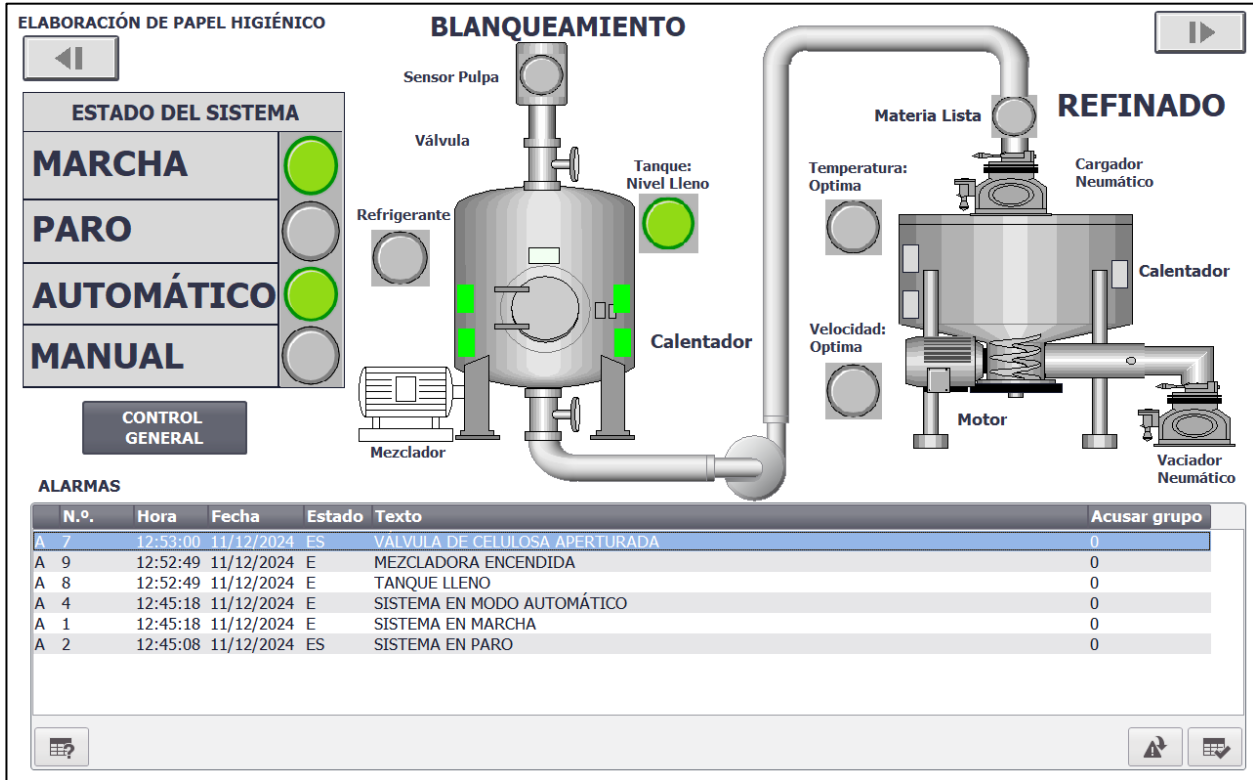 ELABORACIÓN DE PAPEL HIGIÉNICO
BLANQUEAMIENTO
Sensor Pulpa
ESTADO DEL SISTEMA
MARCHA
PARO
AUTOMÁTICO
MANUAL
CONTROL
GENERAL
Válvula
Tanque:
Nivel Lleno
Refrigerante
Calentador
Mezclador
REFINADO
Materia Lista
Temperatura:
Optima
Cargador
Neumático
Calentador
Velocidad:
Optima
Motor
Vaciador
Neumático
ALARMAS
N.º. Hora Fecha Estado Texto Acusar grupo
A 7 12:53:00 11/12/2024 ES VÁLVULA DE CELULOSA APERTURADA 0
A 9 12:52:49 11/12/2024 E MEZCLADORA ENCENDIDA 0
A 8 12:52:49 11/12/2024 E TANQUE LLENO 0
A 4 12:45:18 11/12/2024 E SISTEMA EN MODO AUTOMÁTICO 0
A 1 12:45:18 11/12/2024 E SISTEMA EN MARCHA 0
A 2 12:45:08 11/12/2024 ES SISTEMA EN PARO 0